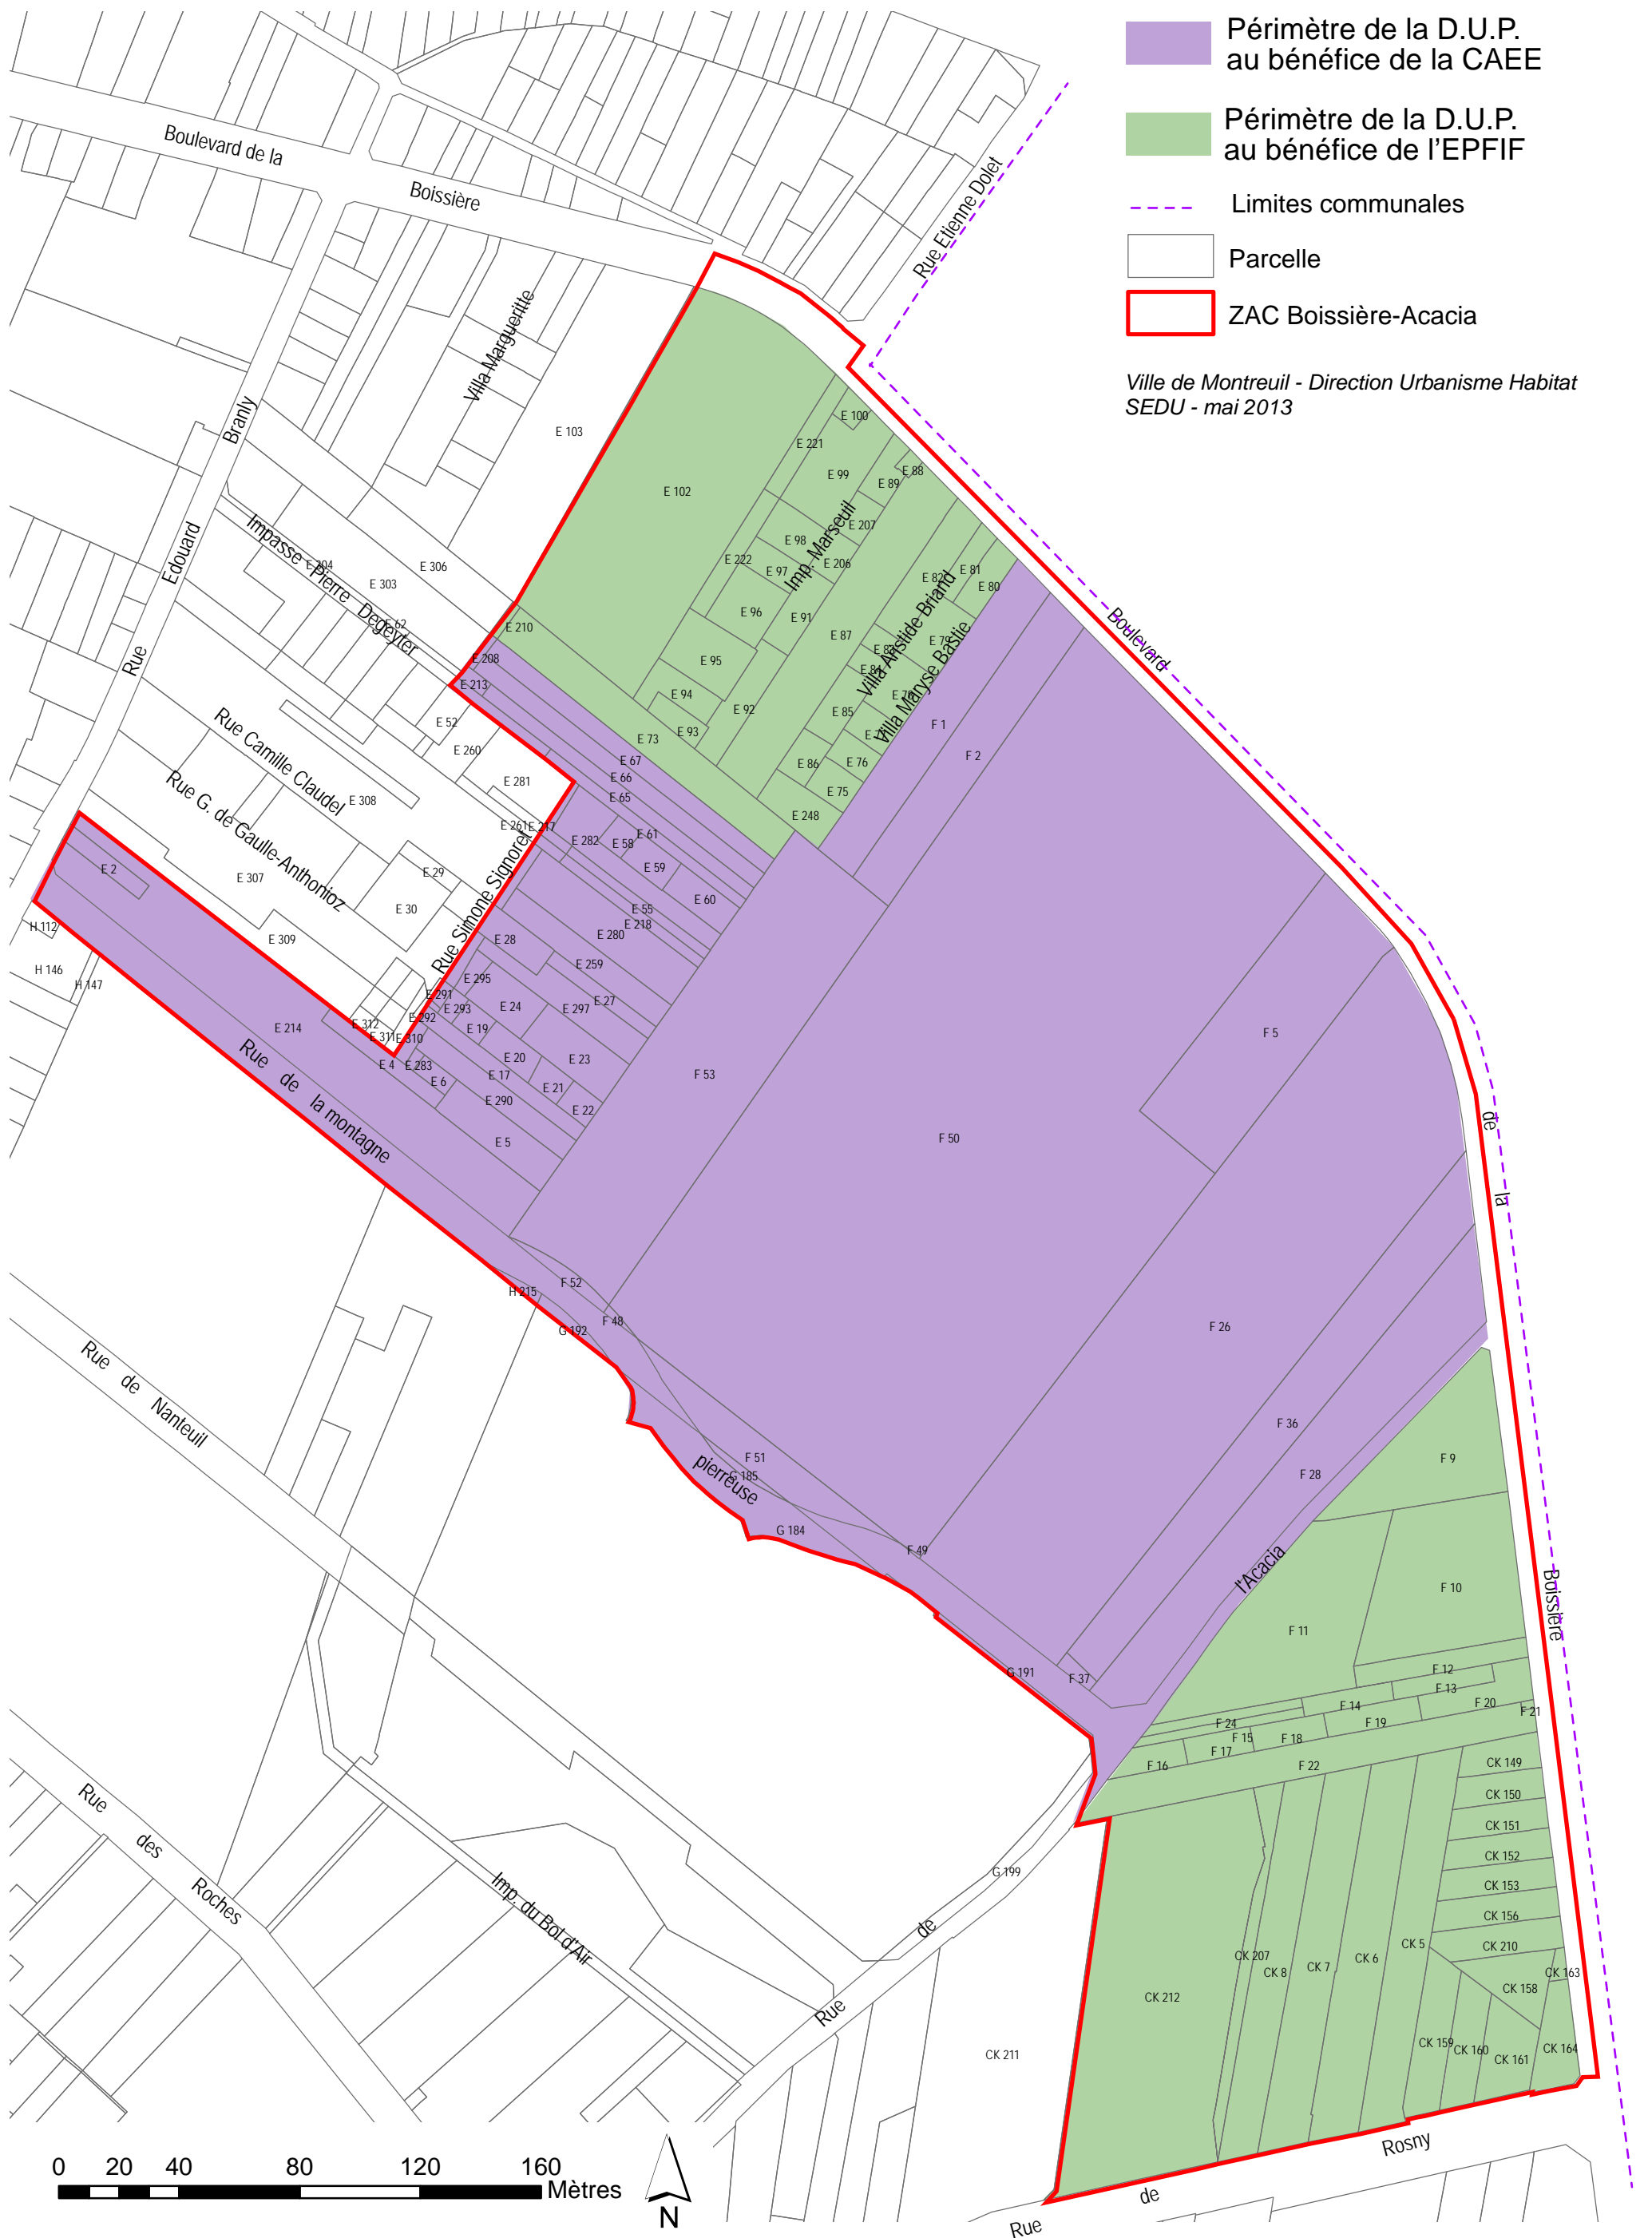 Périmètre de la D.U.P.
au bénéfice de la CAEE
Périmètre de la D.U.P.
au bénéfice de l'EPFIF
Limites communales
Parcelle
ZAC Boissière-Acacia
Ville de Montreuil - Direction Urbanisme Habitat
SEDU - mai 2013
Boulevard de la
Boissière
Rue Etienne Dolet
Villa Margueritte
Rue
Edouard
Branly
Impasse Pierre Degeyter
Rue Camille Claudel
Rue G. de Gaulle-Anthonioz
Rue Simone Signoret
Imp. Marseuil
Villa Aristide Briand
Villa Maryse Bastie
Boulevard
de
la
Boissière
E 103
E 102
E 100
E 221
E 99
E 88
E 89
E 207
E 98
E 206
E 222
E 97
E 96
E 91
E 81
E 80
E 87
E 95
E 94
E 93
E 92
E 73
E 85
E 86
E 76
E 75
E 248
E 304
E 303
E 306
E 62
E 210
E 208
E 213
E 52
E 260
E 281
E 67
E 66
E 65
E 261
E 217
E 282
E 58
E 61
E 59
E 60
E 55
E 218
E 280
E 308
E 307
E 29
E 30
E 309
E 28
E 259
E 27
E 295
E 24
E 297
E 291
E 293
E 292
E 19
E 312
E 311
E 310
E 20
E 23
E 4
E 283
E 6
E 17
E 21
E 290
E 22
E 5
E 2
E 214
H 112
H 146
H 147
F 1
F 2
F 5
F 53
F 50
F 26
F 36
F 28
F 52
F 48
H 215
G 192
F 51
G 185
G 184
F 49
G 191
F 37
F 9
F 10
F 11
F 12
F 13
F 14
F 20
F 21
F 24
F 15
F 19
F 18
F 17
F 16
F 22
CK 149
CK 150
CK 151
CK 152
CK 153
CK 156
CK 210
CK 163
CK 158
CK 5
CK 6
CK 7
CK 8
CK 207
CK 212
CK 159
CK 160
CK 161
CK 164
CK 211
G 199
Rue de la montagne
pierreuse
l'Acacia
Rue de Nanteuil
Rue des Roches
Imp. du Bol d'Air
Rue de
Rue de Rosny
0 20 40 80 120 160
Mètres
N